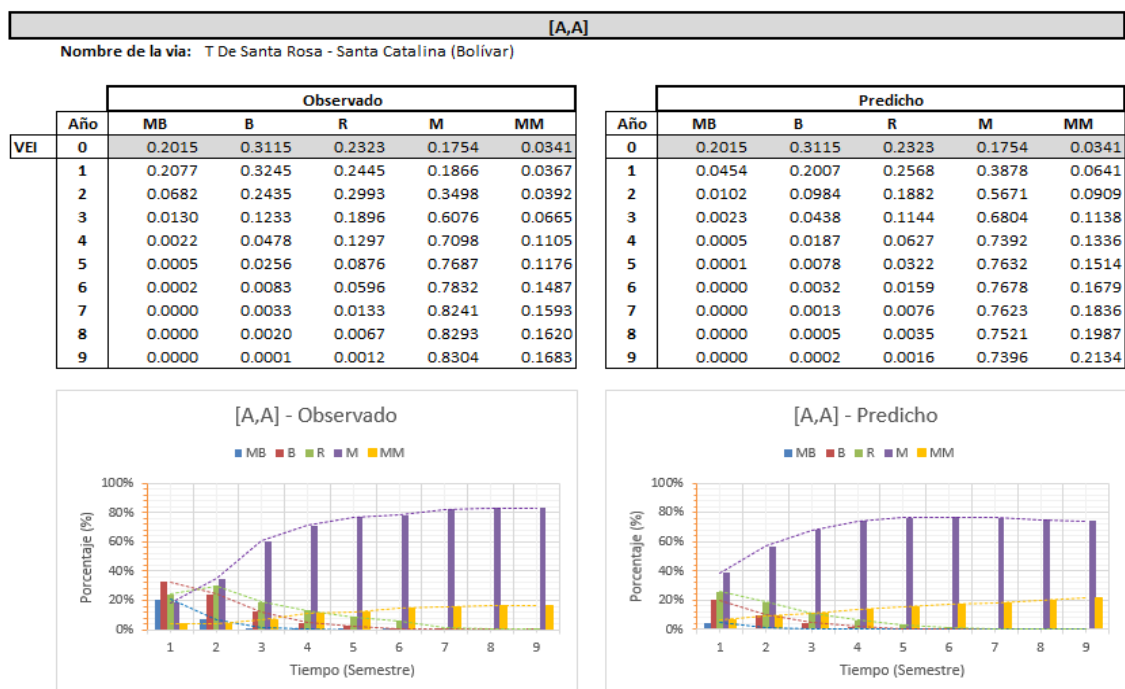 [A,A]
Nombre de la via: T De Santa Rosa - Santa Catalina (Bolívar)
Observado
Año MB B R M MM
VEI 0 0.2015 0.3115 0.2323 0.1754 0.0341
1 0.2077 0.3245 0.2445 0.1866 0.0367
2 0.0682 0.2435 0.2993 0.3498 0.0392
3 0.0130 0.1233 0.1896 0.6076 0.0665
4 0.0022 0.0478 0.1297 0.7098 0.1105
5 0.0005 0.0256 0.0876 0.7687 0.1176
6 0.0002 0.0083 0.0596 0.7832 0.1487
7 0.0000 0.0033 0.0133 0.8241 0.1593
8 0.0000 0.0020 0.0067 0.8293 0.1620
9 0.0000 0.0001 0.0012 0.8304 0.1683
Predicho
Año MB B R M MM
0 0.2015 0.3115 0.2323 0.1754 0.0341
1 0.0454 0.2007 0.2568 0.3878 0.0641
2 0.0102 0.0984 0.1882 0.5671 0.0909
3 0.0023 0.0438 0.1144 0.6804 0.1138
4 0.0005 0.0187 0.0627 0.7392 0.1336
5 0.0001 0.0078 0.0322 0.7632 0.1514
6 0.0000 0.0032 0.0159 0.7678 0.1679
7 0.0000 0.0013 0.0076 0.7623 0.1836
8 0.0000 0.0005 0.0035 0.7521 0.1987
9 0.0000 0.0002 0.0016 0.7396 0.2134
[A,A] - Observado
MB B R M MM
Porcentaje (%)
100%
80%
60%
40%
20%
0%
1 2 3 4 5 6 7 8 9
Tiempo (Semestre)
[A,A] - Predicho
MB B R M MM
Porcentaje (%)
100%
80%
60%
40%
20%
0%
1 2 3 4 5 6 7 8 9
Tiempo (Semestre)